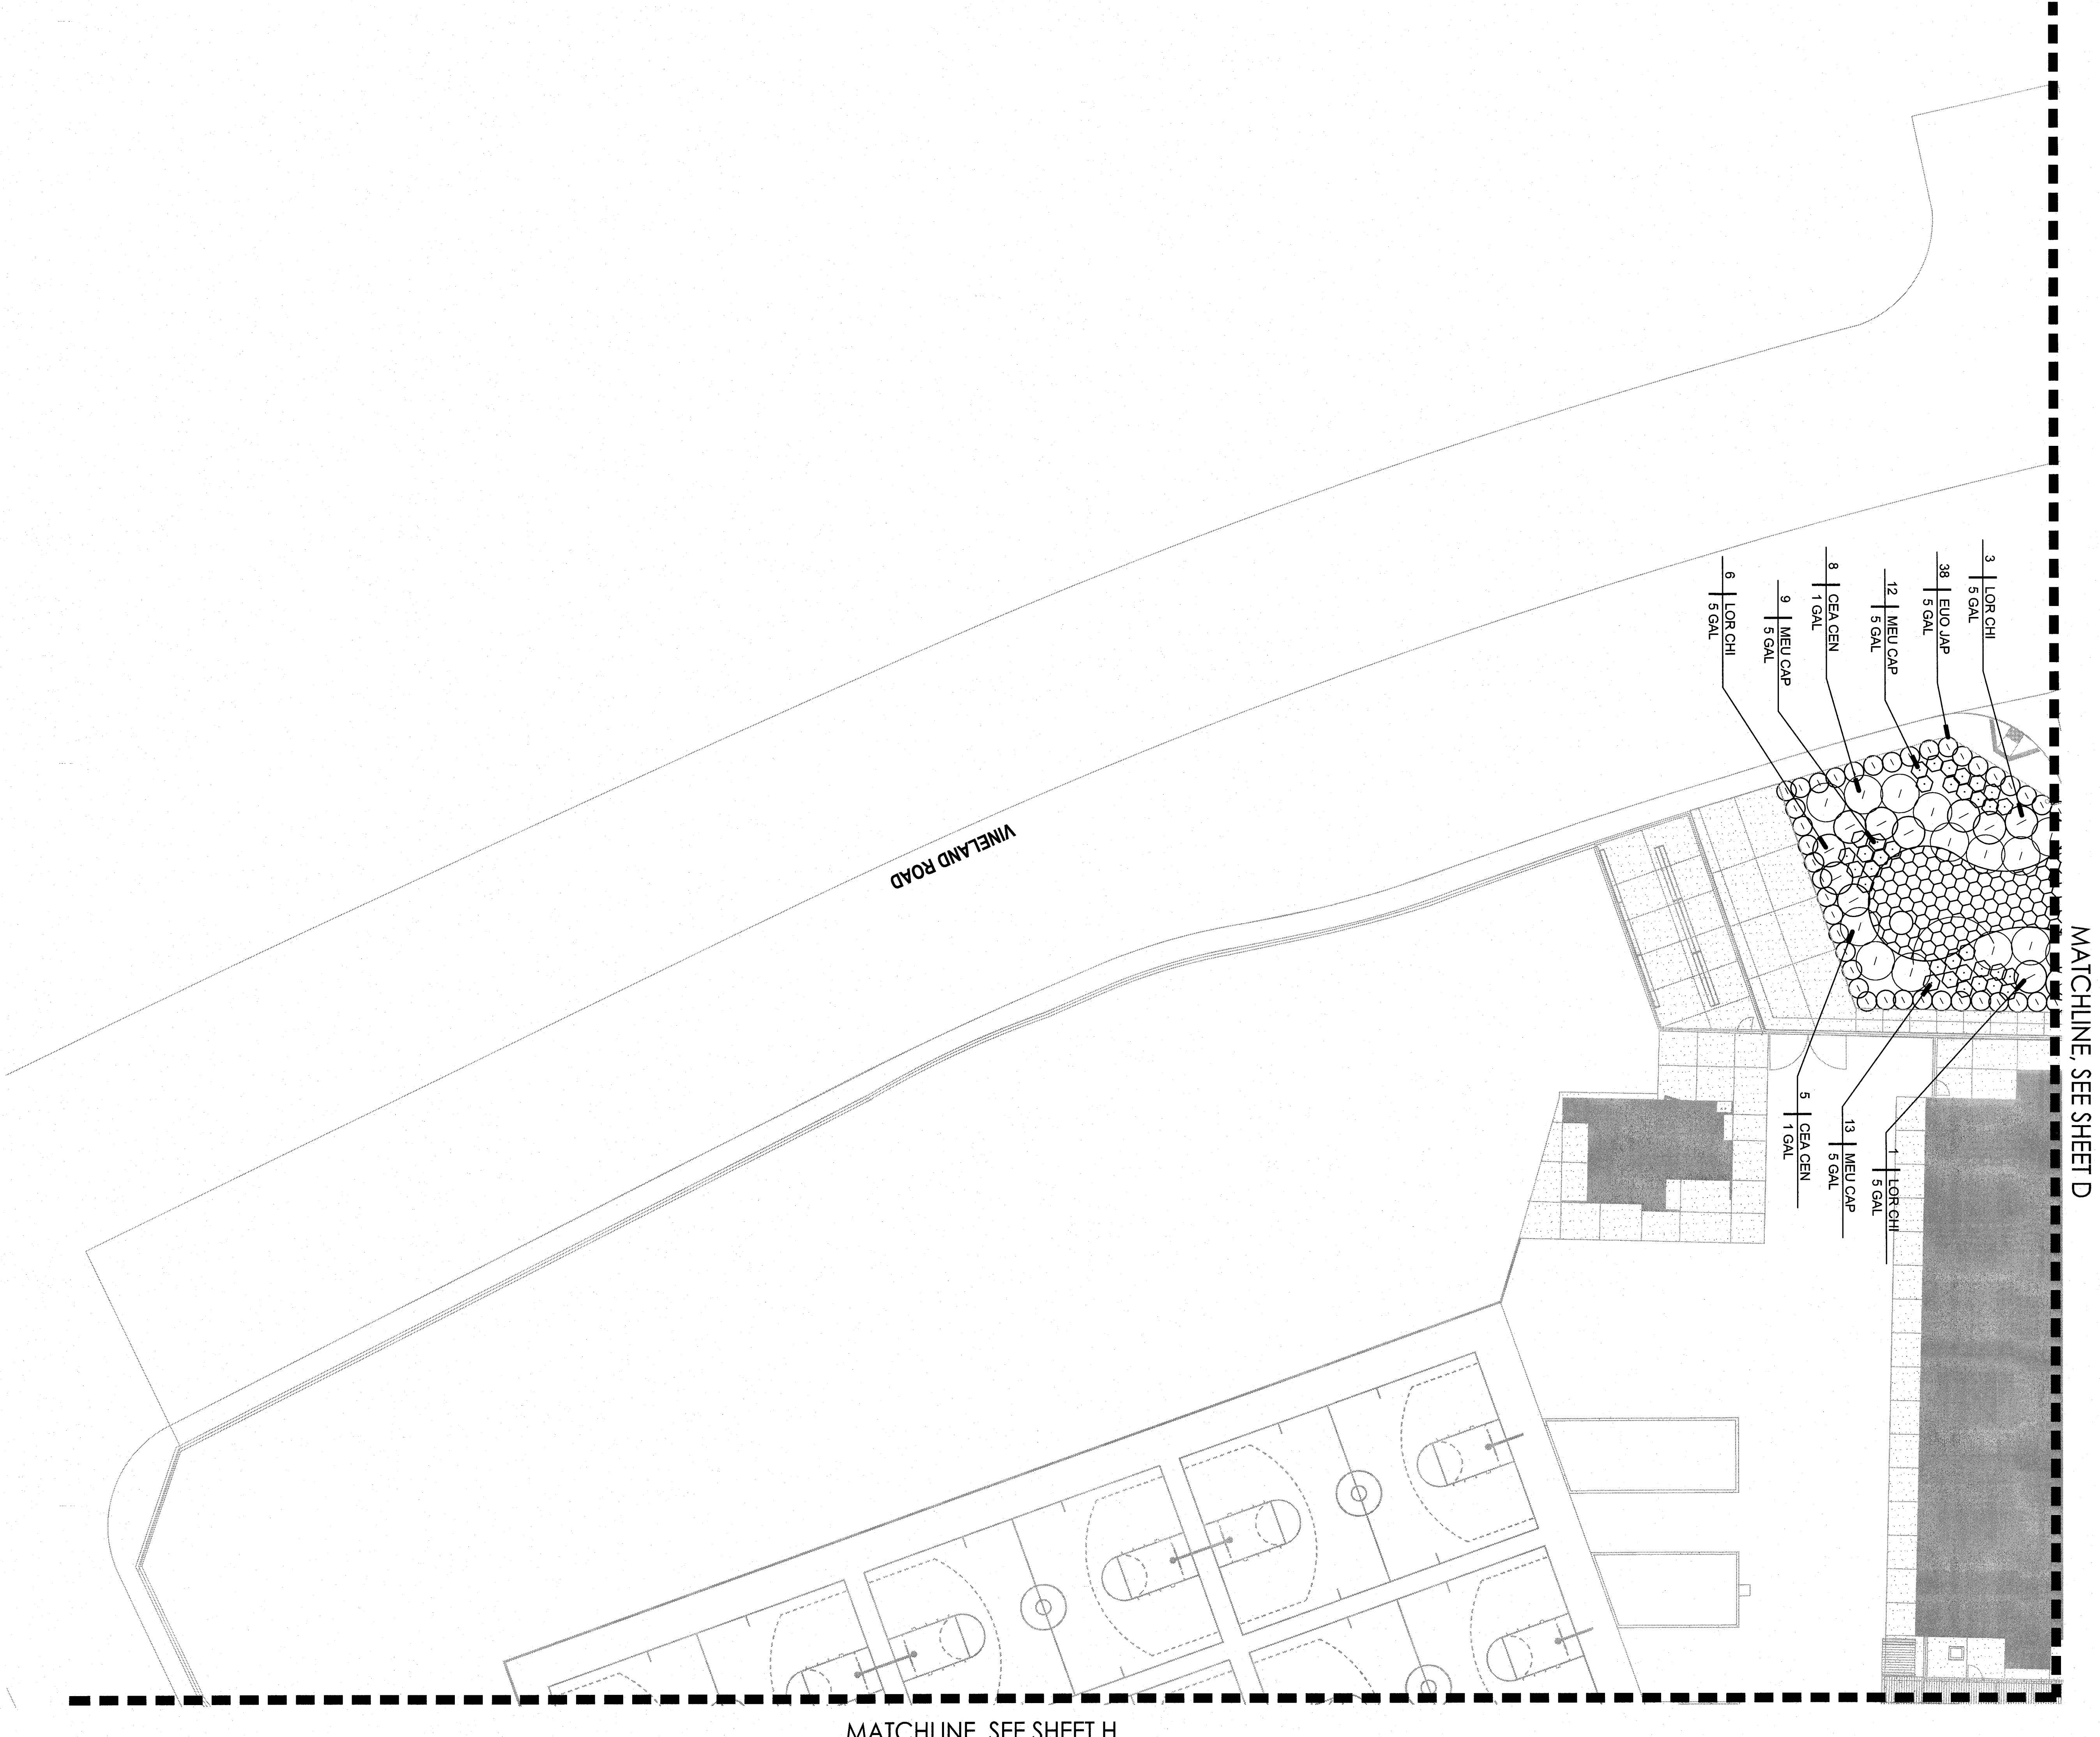 3 LOR CHI
5 GAL
38 EUO JAP
5 GAL
12 MEU CAP
5 GAL
8 CEA CEN
1 GAL
9 MEU CAP
5 GAL
6 LOR CHI
5 GAL
VINELAND ROAD
MATCHLINE, SEE SHEET D
5 CEA CEN
1 GAL
13 MEU CAP
5 GAL
1 LOR CHI
5 GAL
MATCHLINE, SEE SHEET H